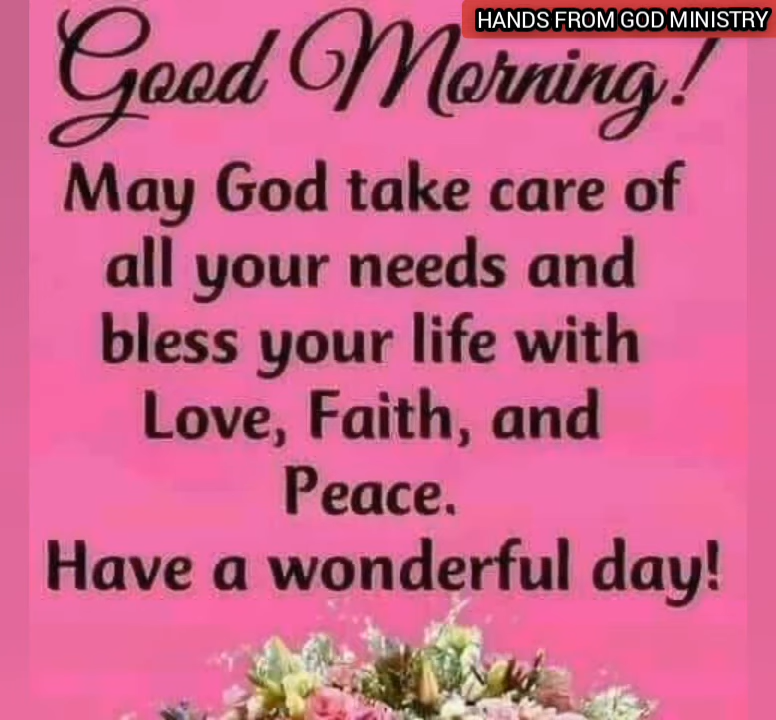 HANDS FROM GOD MINISTRY
Good Morning!
May God take care of
all your needs and
bless your life with
Love, Faith, and
Peace.
Have a wonderful day!